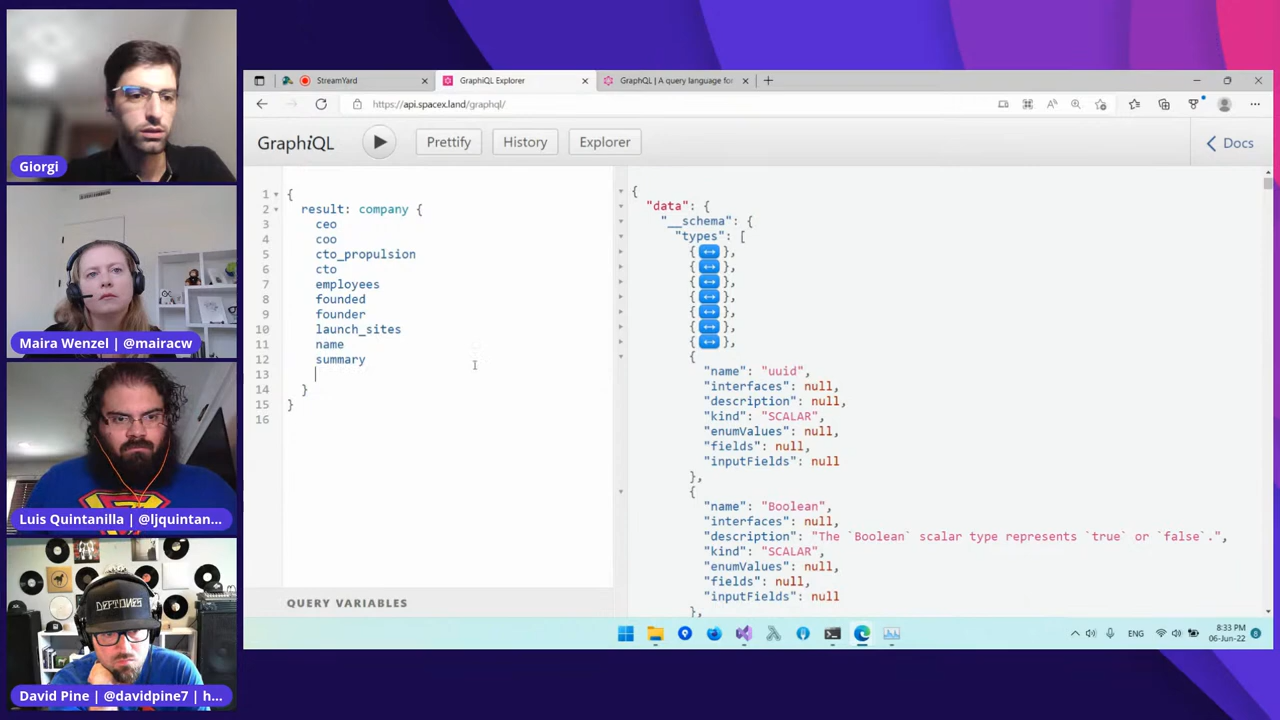 Giorgi
Maira Wenzel | @mairacw
Luis Quintanilla | @ljquintan...
DEFTONES
David Pine | @davidpine7 | h...
StreamYard
GraphiQL Explorer
GraphQL | A query language for
https://api.spacex.land/graphql/
GraphiQL
Prettify
History
Explorer
Docs
1 {
2 result: company {
3 ceo
4 coo
5 cto_propulsion
6 cto
7 employees
8 founded
9 founder
10 launch_sites
11 name
12 summary
13
14 }
15 }
16
QUERY VARIABLES
{
"data": {
"__schema": {
"types": [
{ },
{ },
{ },
{ },
{ },
{ },
{ },
{
"name": "uuid",
"interfaces": null,
"description": null,
"kind": "SCALAR",
"enumValues": null,
"fields": null,
"inputFields": null
},
{
"name": "Boolean",
"interfaces": null,
"description": "The `Boolean` scalar type represents `true` or `false`.",
"kind": "SCALAR",
"enumValues": null,
"fields": null,
"inputFields": null
},
ENG
8:33 PM
06-Jun-22